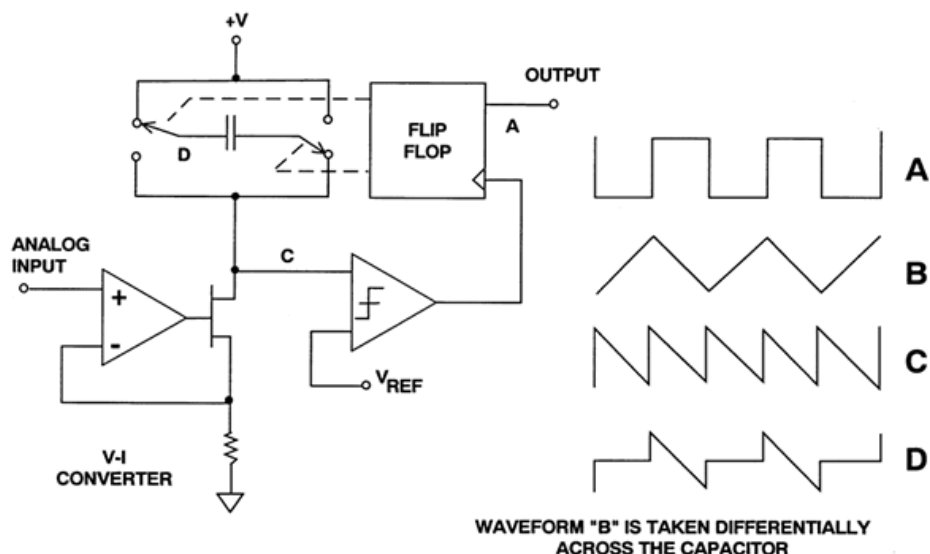 +V
OUTPUT
FLIP
FLOP
A
D
ANALOG
INPUT
C
+
-
VREF
V-I
CONVERTER
A
B
C
D
WAVEFORM "B" IS TAKEN DIFFERENTIALLY
ACROSS THE CAPACITOR